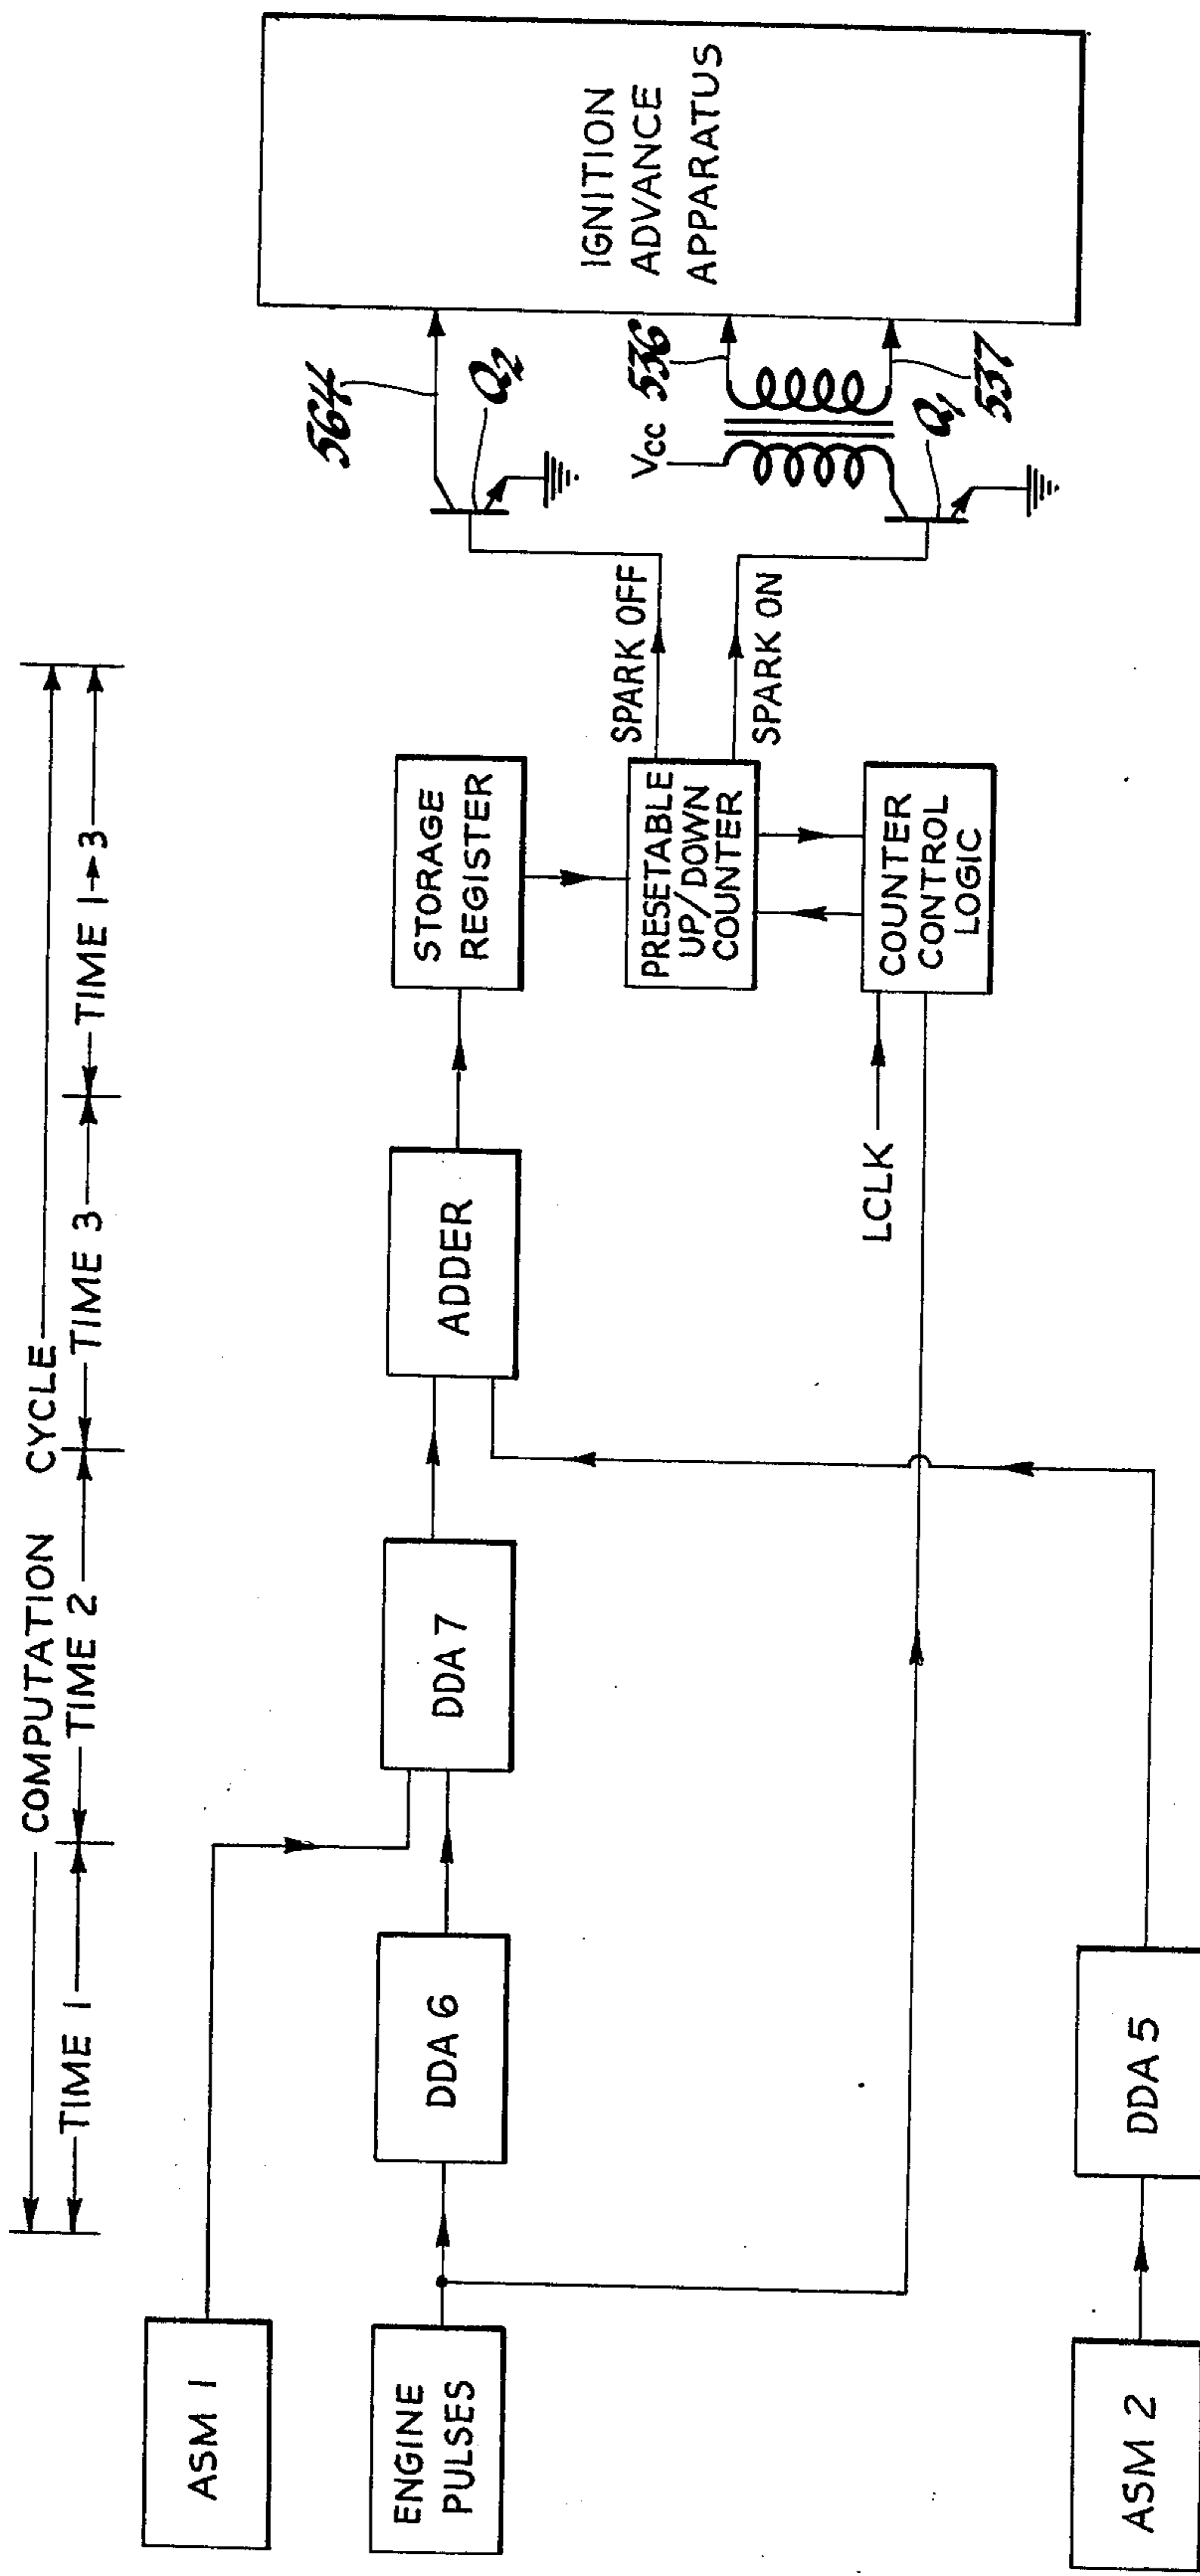 COMPUTATION CYCLE
TIME 1
TIME 2
TIME 3
TIME 1→3
ASM 1
ENGINE
PULSES
DDA 6
DDA 7
ADDER
STORAGE
REGISTER
PRESETABLE
UP/DOWN
COUNTER
COUNTER
CONTROL
LOGIC
LCLK
SPARK OFF
SPARK ON
564
Q2
Vcc
536
537
Q1
IGNITION
ADVANCE
APPARATUS
ASM 2
DDA 5